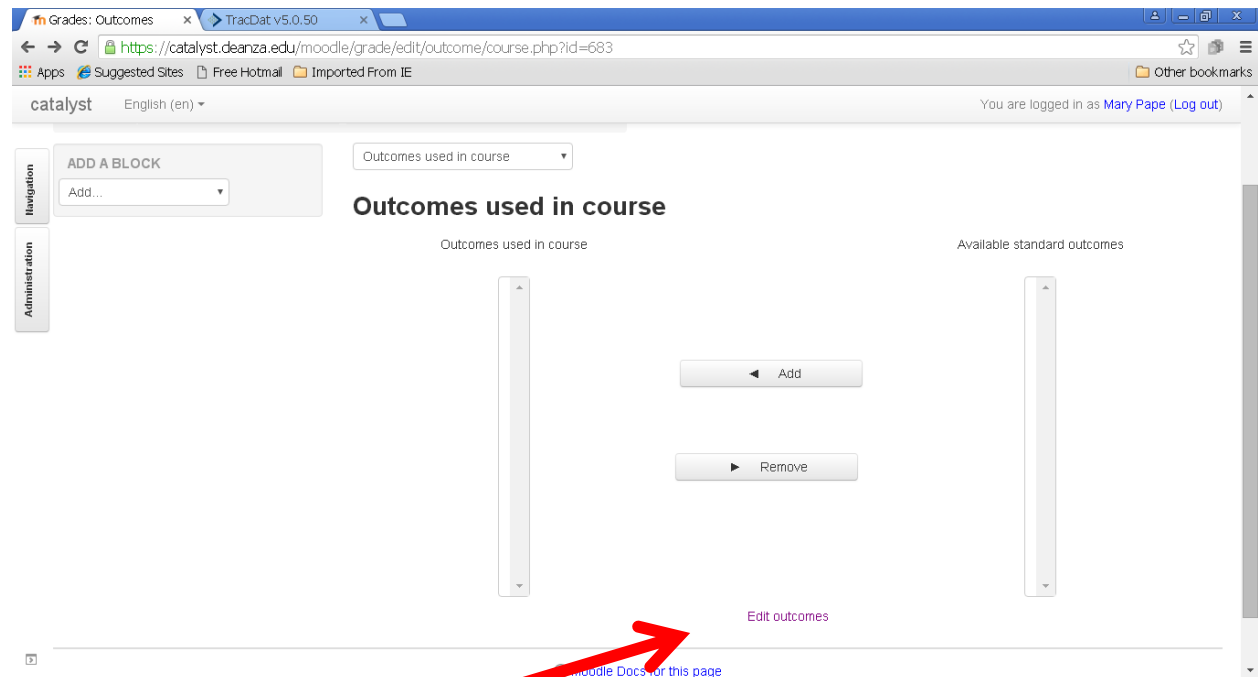 Grades: Outcomes
TracDat v5.0.50
https://catalyst.deanza.edu/moodle/grade/edit/outcome/course.php?id=683
Apps Suggested Sites Free Hotmail Imported From IE Other bookmarks
catalyst English (en) You are logged in as Mary Pape (Log out)
Navigation
Administration
ADD A BLOCK
Add...
Outcomes used in course
Outcomes used in course
Outcomes used in course
Available standard outcomes
Add
Remove
Edit outcomes
Moodle Docs for this page